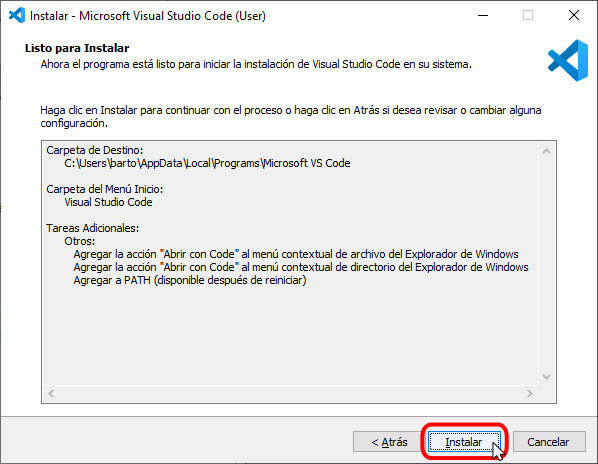 Instalar - Microsoft Visual Studio Code (User)
Listo para Instalar
Ahora el programa está listo para iniciar la instalación de Visual Studio Code en su sistema.
Haga clic en Instalar para continuar con el proceso o haga clic en Atrás si desea revisar o cambiar alguna
configuración.
Carpeta de Destino:
C:\Users\barto\AppData\Local\Programs\Microsoft VS Code
Carpeta del Menú Inicio:
Visual Studio Code
Tareas Adicionales:
Otros:
Agregar la acción "Abrir con Code" al menú contextual de archivo del Explorador de Windows
Agregar la acción "Abrir con Code" al menú contextual de directorio del Explorador de Windows
Agregar a PATH (disponible después de reiniciar)
< Atrás
Instalar
Cancelar